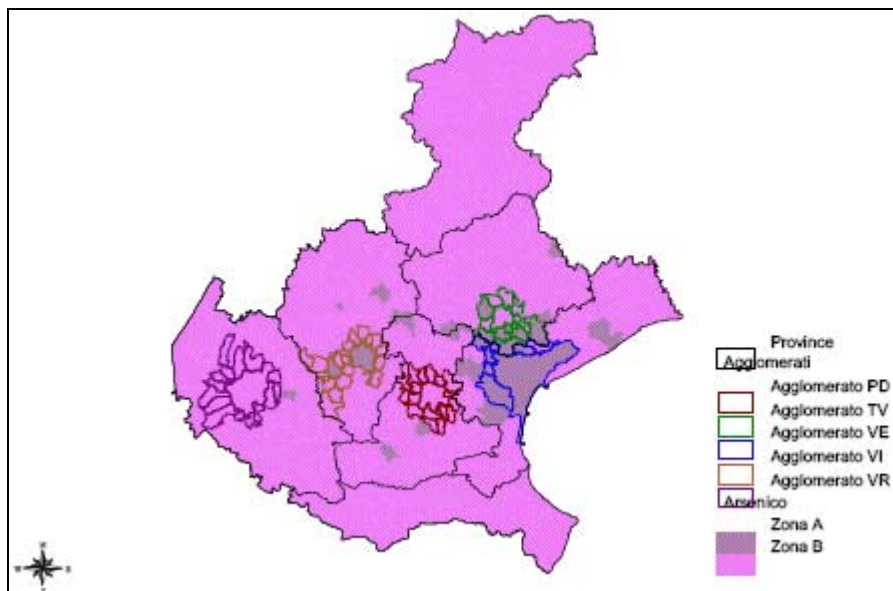 Province
Agglomerati
Agglomerato PD
Agglomerato TV
Agglomerato VE
Agglomerato VI
Agglomerato VR
Arsenico
Zona A
Zona B